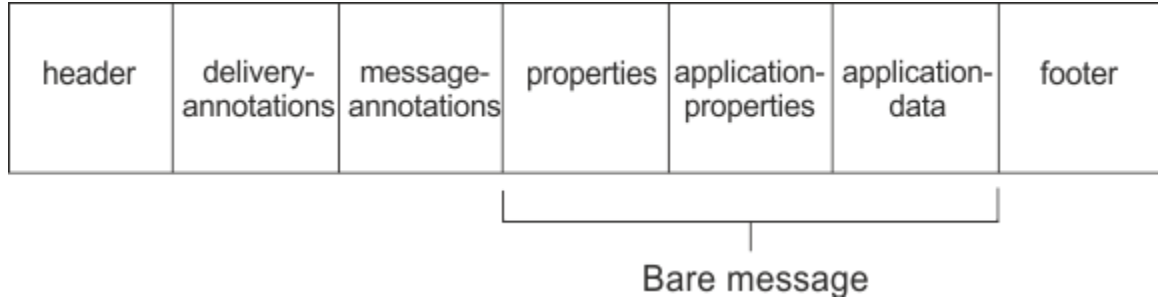 header
delivery-
annotations
message-
annotations
properties
application-
properties
application-
data
footer
Bare message